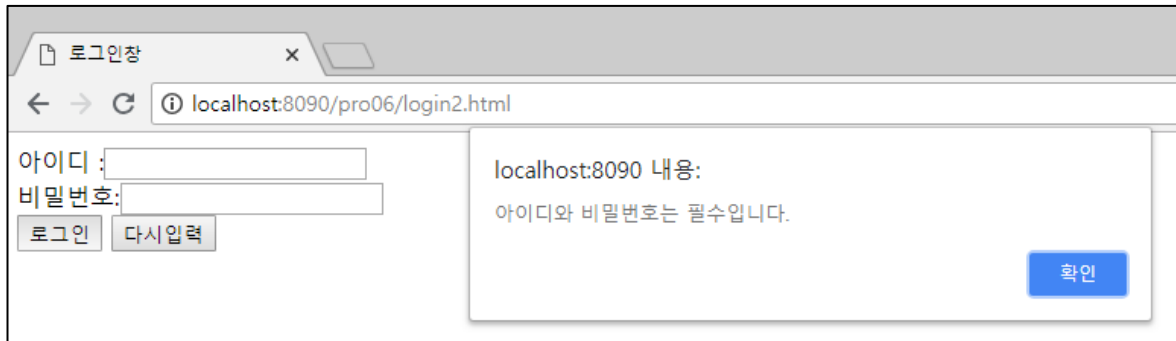 로그인창
localhost:8090/pro06/login2.html
아이디 :
비밀번호:
로그인 다시입력
localhost:8090 내용:
아이디와 비밀번호는 필수입니다.
확인